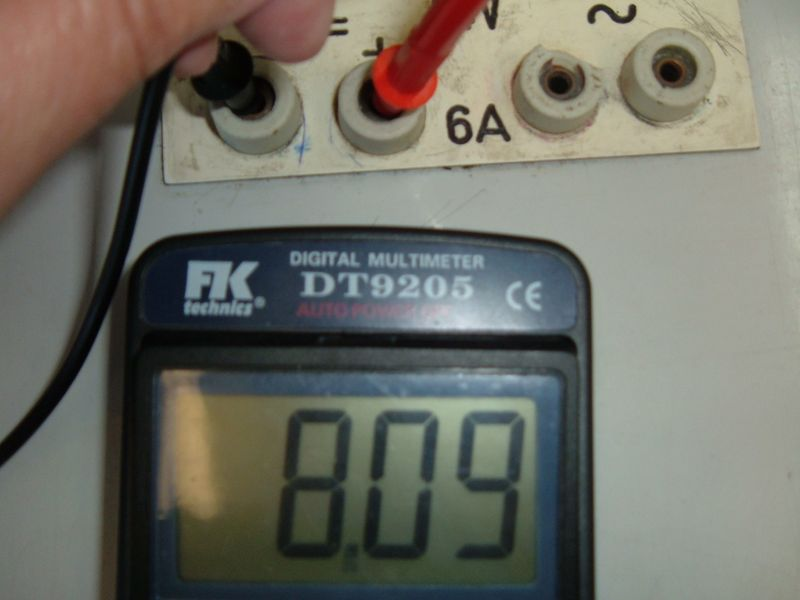 = V ~
+
6A
DIGITAL MULTIMETER
FK DT9205 CE
technics®
AUTO POWER OFF
8.09